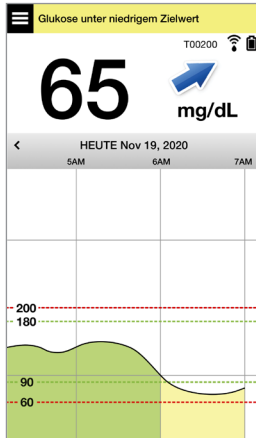 Glukose unter niedrigem Zielwert
T00200
65
mg/dL
HEUTE Nov 19, 2020
5AM 6AM 7AM
200
180
90
60